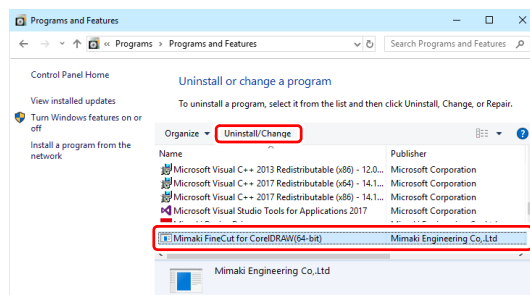 Programs and Features
« Programs > Programs and Features
Search Programs and Features
Control Panel Home
View installed updates
Turn Windows features on or
off
Install a program from the
network
Uninstall or change a program
To uninstall a program, select it from the list and then click Uninstall, Change, or Repair.
Organize
Uninstall/Change
Name
Publisher
Microsoft Visual C++ 2013 Redistributable (x86) - 12.0... Microsoft Corporation
Microsoft Visual C++ 2017 Redistributable (x64) - 14.1... Microsoft Corporation
Microsoft Visual C++ 2017 Redistributable (x86) - 14.1... Microsoft Corporation
Microsoft Visual Studio Tools for Applications 2017 Microsoft Corporation
Mimaki FineCut for CorelDRAW(64-bit) Mimaki Engineering Co,.Ltd
Mimaki Engineering Co,.Ltd